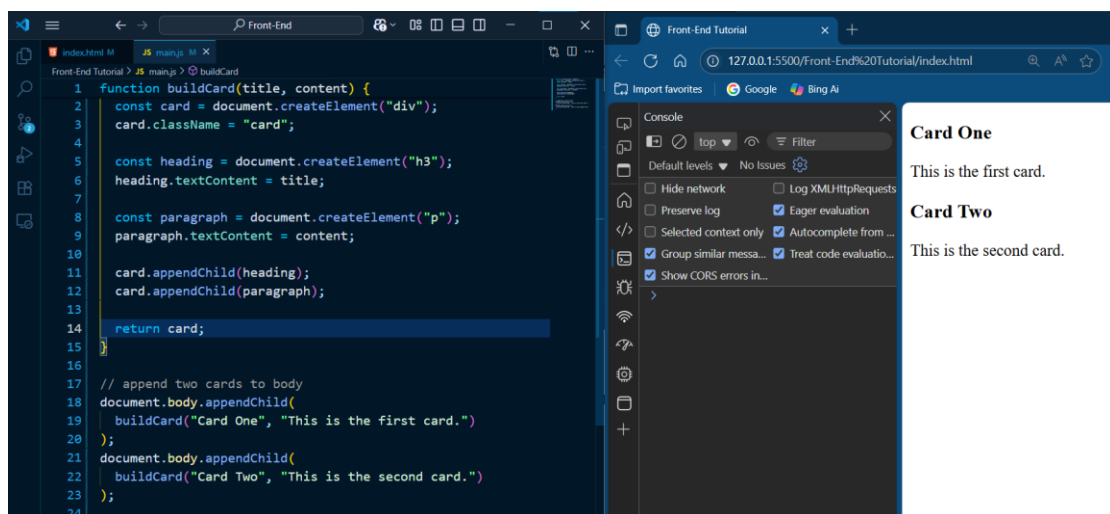 Front-End
index.html M
JS main.js M
Front-End Tutorial > JS main.js > buildCard
1 function buildCard(title, content) {
2 const card = document.createElement("div");
3 card.className = "card";
4
5 const heading = document.createElement("h3");
6 heading.textContent = title;
7
8 const paragraph = document.createElement("p");
9 paragraph.textContent = content;
10
11 card.appendChild(heading);
12 card.appendChild(paragraph);
13
14 return card;
15 }
16
17 // append two cards to body
18 document.body.appendChild(
19 buildCard("Card One", "This is the first card.")
20 );
21 document.body.appendChild(
22 buildCard("Card Two", "This is the second card.")
23 );
24
Front-End Tutorial
127.0.0.1:5500/Front-End%20Tutorial/index.html
Import favorites
Google
Bing Ai
Console
top
Filter
Default levels
No Issues
Hide network
Log XMLHttpRequests
Preserve log
Eager evaluation
Selected context only
Autocomplete from ...
Group similar messa...
Treat code evaluatio...
Show CORS errors in...
Card One
This is the first card.
Card Two
This is the second card.